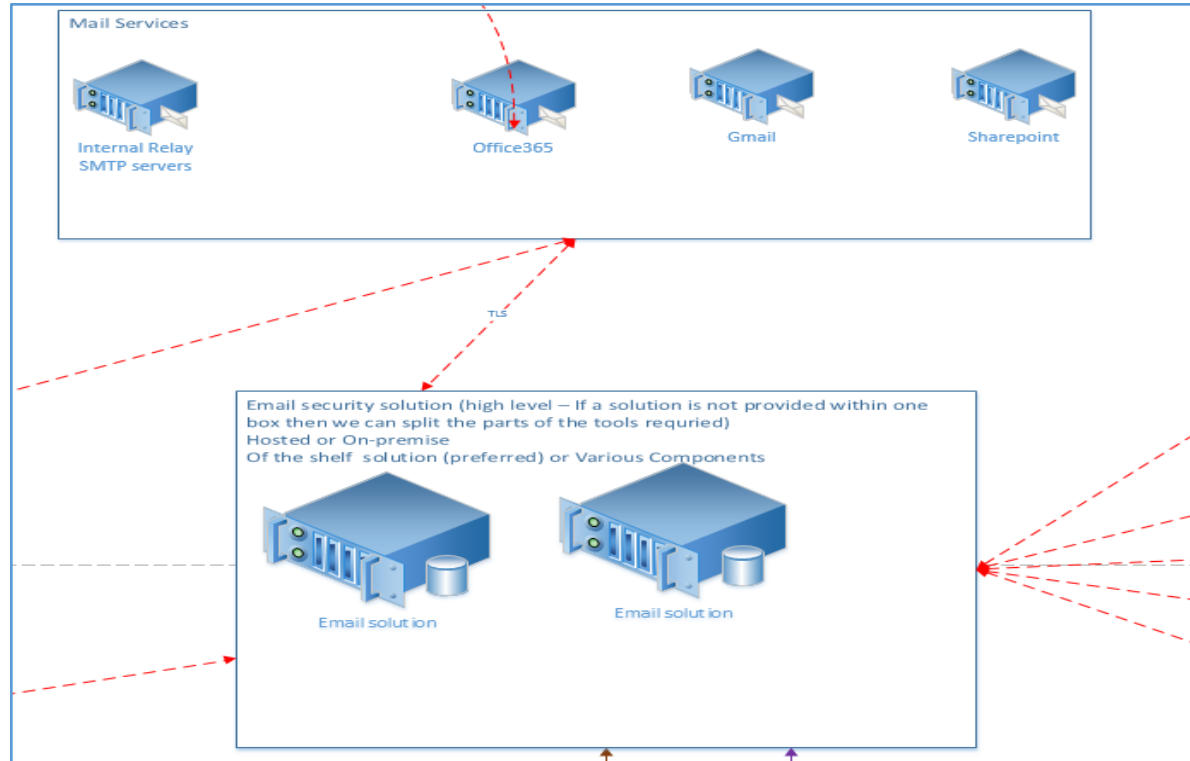 Mail Services
Internal Relay
SMTP servers
Office365
Gmail
Sharepoint
TLS
Email security solution (high level – If a solution is not provided within one
box then we can split the parts of the tools requried)
Hosted or On-premise
Of the shelf solution (preferred) or Various Components
Email solution
Email solution